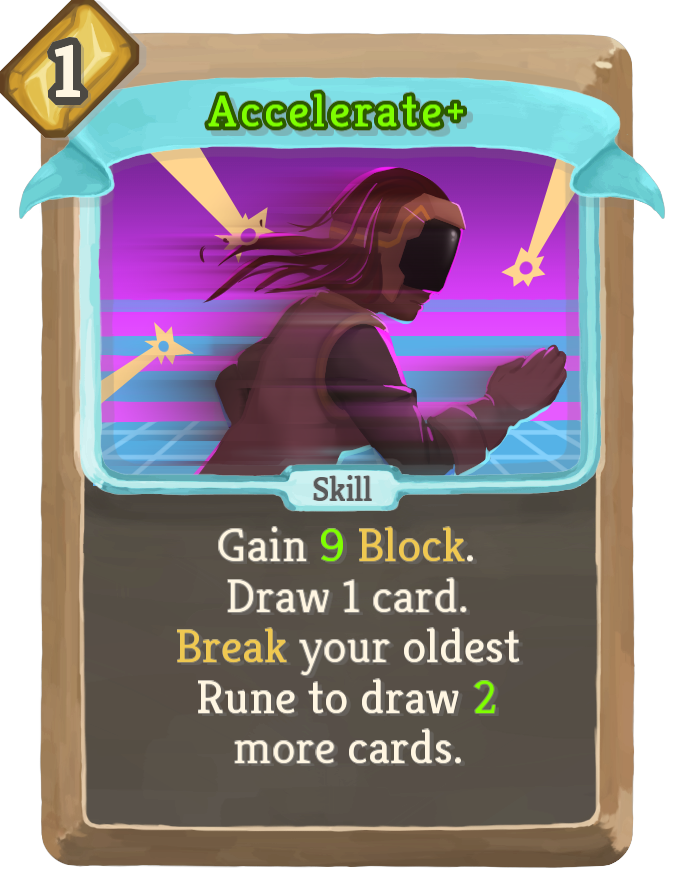 1
Accelerate+
Skill
Gain 9 Block.
Draw 1 card.
Break your oldest
Rune to draw 2
more cards.